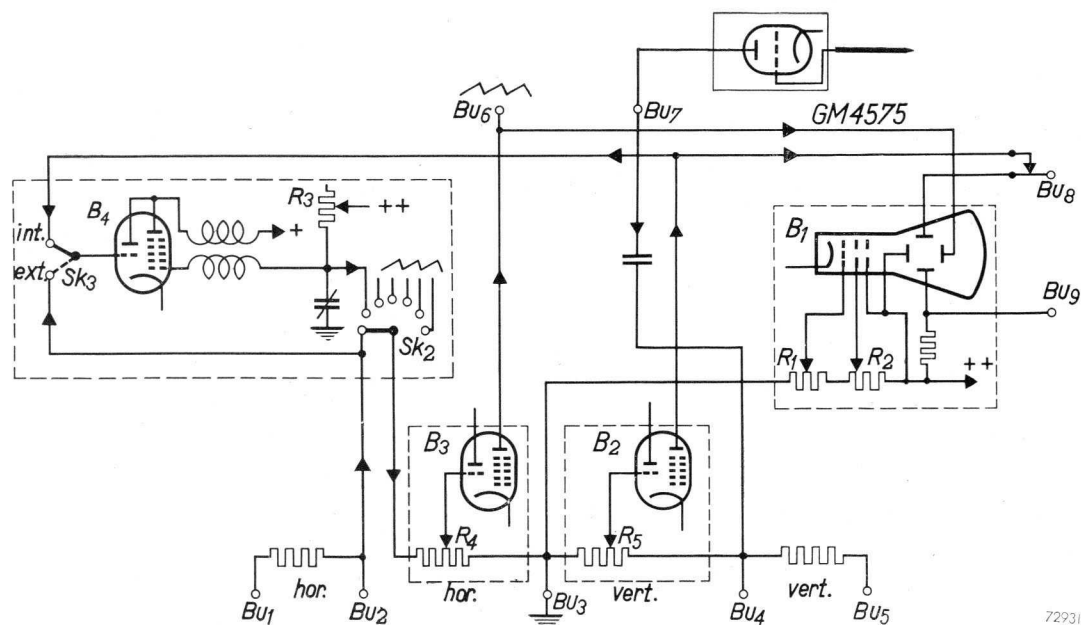 Bu6
Bu7
GM4575
Bu8
B4
R3
++
int.
+
B1
ext.
Sk3
Bu9
Sk2
R1
R2
++
B3
B2
R4
R5
hor.
hor.
Bu3
vert.
vert.
Bu1
Bu2
Bu4
Bu5
72931